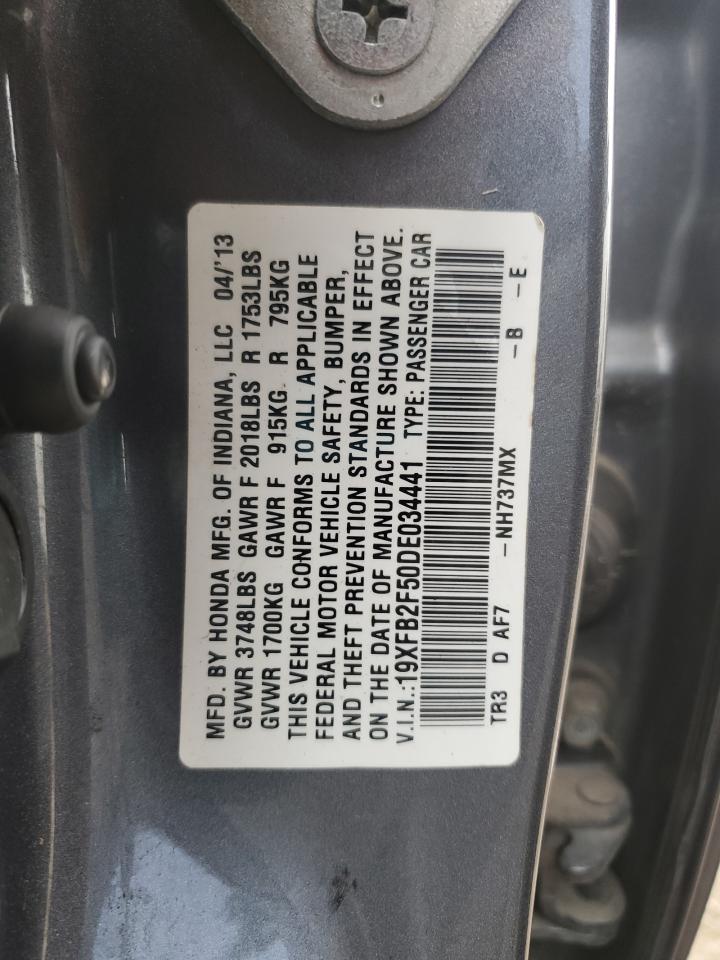 MFD. BY HONDA MFG. OF INDIANA, LLC 04/'13
GVWR 3748LBS GAWR F 2018LBS R 1753LBS
GVWR 1700KG GAWR F 915KG R 795KG
THIS VEHICLE CONFORMS TO ALL APPLICABLE
FEDERAL MOTOR VEHICLE SAFETY, BUMPER,
AND THEFT PREVENTION STANDARDS IN EFFECT
ON THE DATE OF MANUFACTURE SHOWN ABOVE.
V.I.N.:19XFB2F50DE034441 TYPE: PASSENGER CAR
TR3 D AF7 -NH737MX -B -E